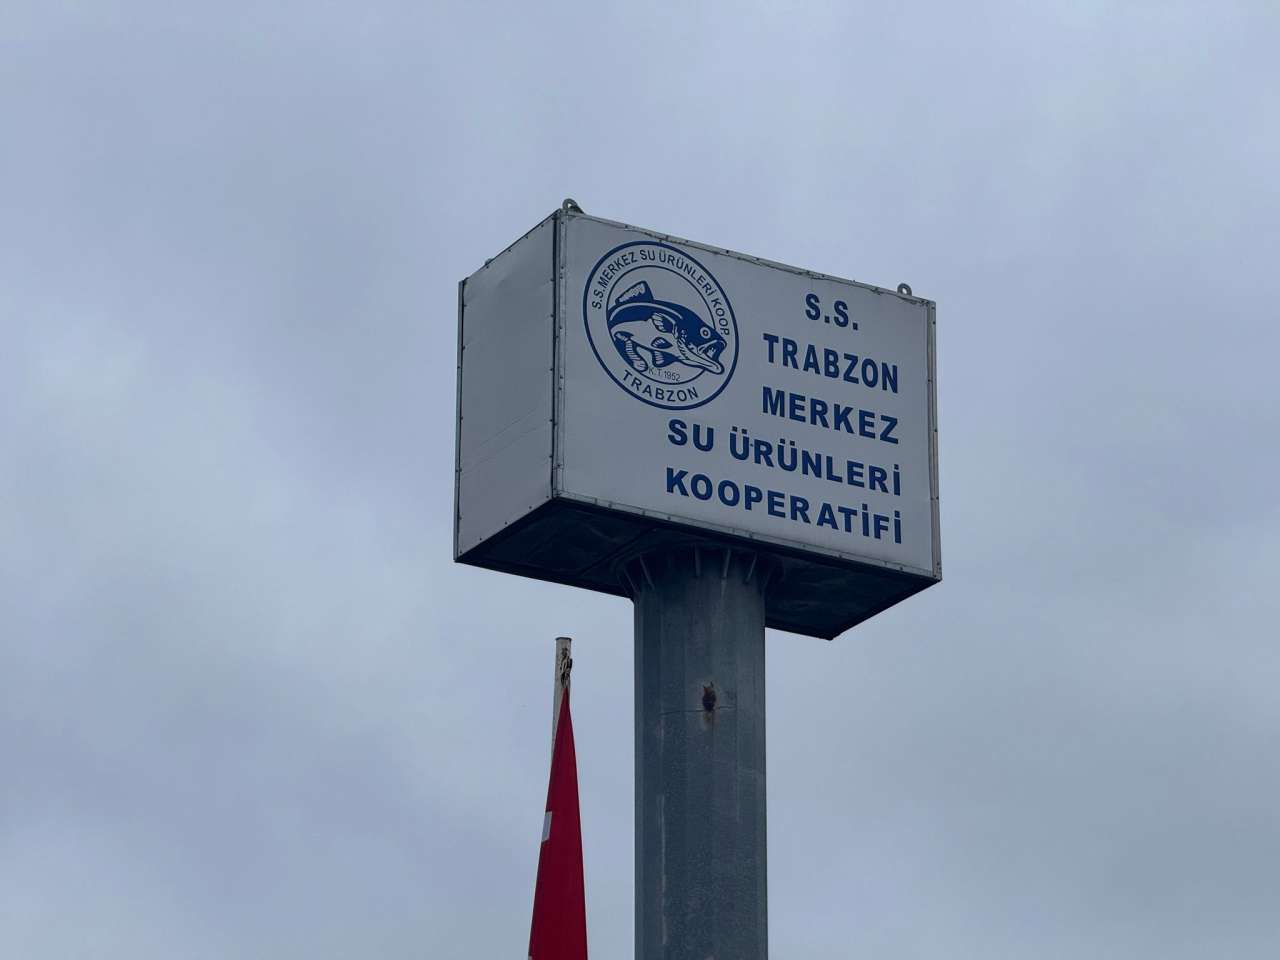 S.S. MERKEZ SU ÜRÜNLERİ KOOP
K.T.1952
TRABZON
S.S.
TRABZON
MERKEZ
SU ÜRÜNLERİ
KOOPERATİFİ